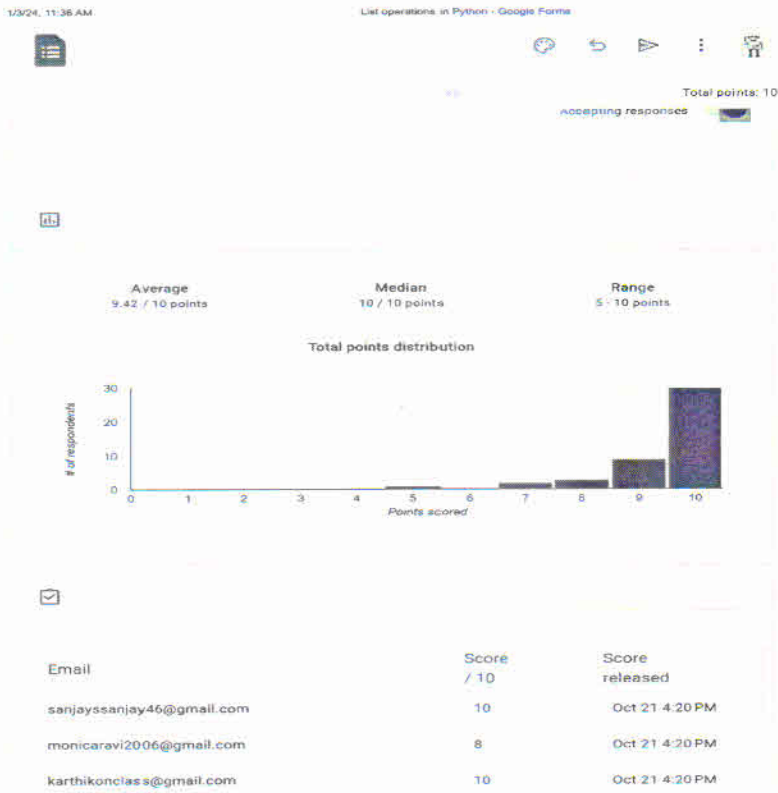 1/3/24, 11:36 AM List operations in Python - Google Forms
Total points: 10
Accepting responses
Average Median Range
9.42 / 10 points 10 / 10 points 5 - 10 points
Total points distribution
# of respondents
30
20
10
0
0 1 2 3 4 5 6 7 8 9 10
Points scored
Email Score / 10 Score released
sanjayssanjay46@gmail.com 10 Oct 21 4:20 PM
monicaravi2006@gmail.com 8 Oct 21 4:20 PM
karthikonclass@gmail.com 10 Oct 21 4:20 PM